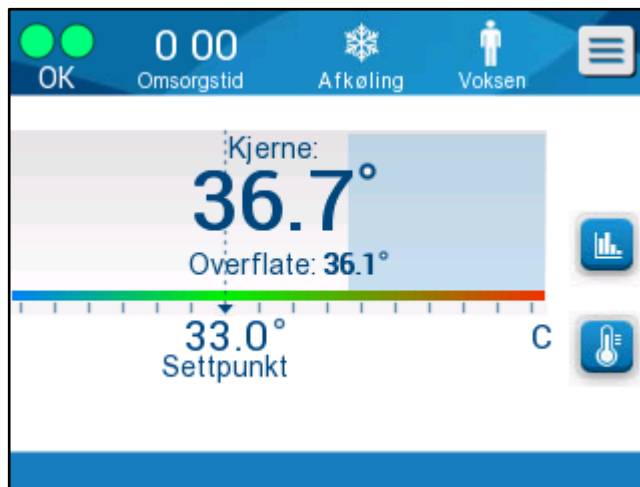 OK
0 00
Omsorgstid
Afkøling
Voksen
Kjerne:
36.7°
Overflate: 36.1°
33.0°
Settpunkt
C